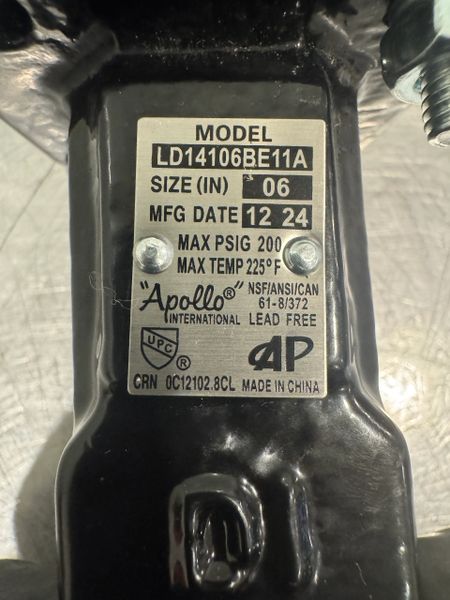 MODEL
LD14106BE11A
SIZE (IN) 06
MFG DATE 12 24
MAX PSIG 200
MAX TEMP 225°F
"Apollo®"
INTERNATIONAL
NSF/ANSI/CAN
61-8/372
LEAD FREE
UPC ®
AP
CRN 0C12102.8CL MADE IN CHINA